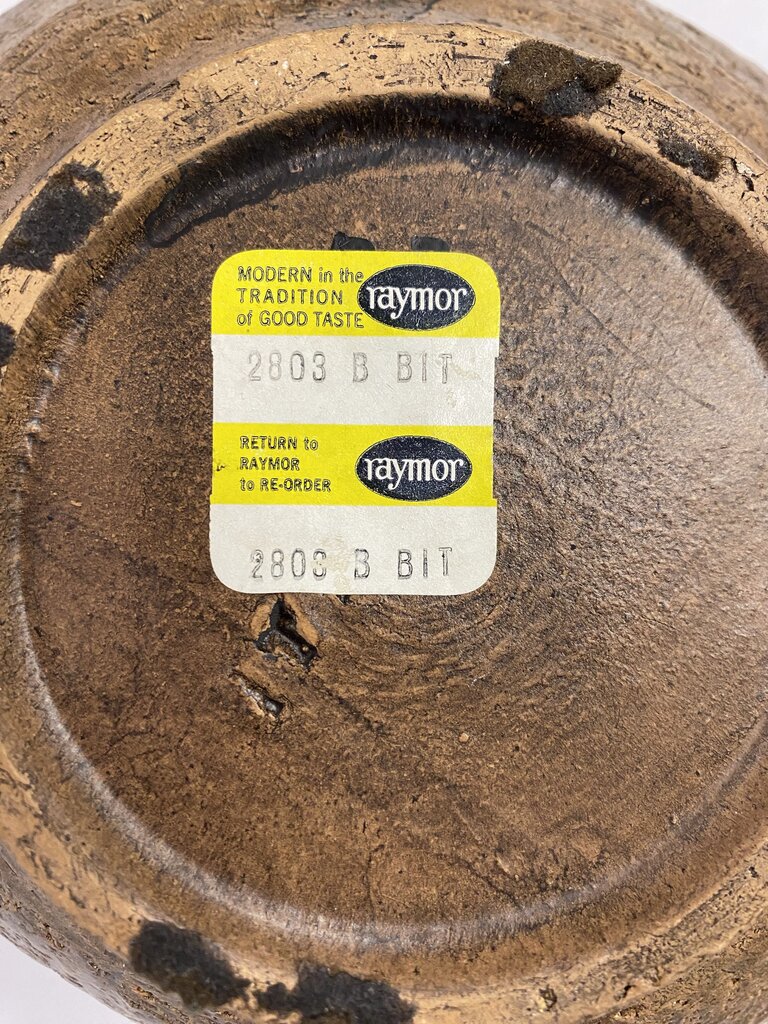 MODERN in the
TRADITION
of GOOD TASTE
raymor
2803 B BIT
RETURN to
RAYMOR
to RE-ORDER
raymor
2803 B BIT